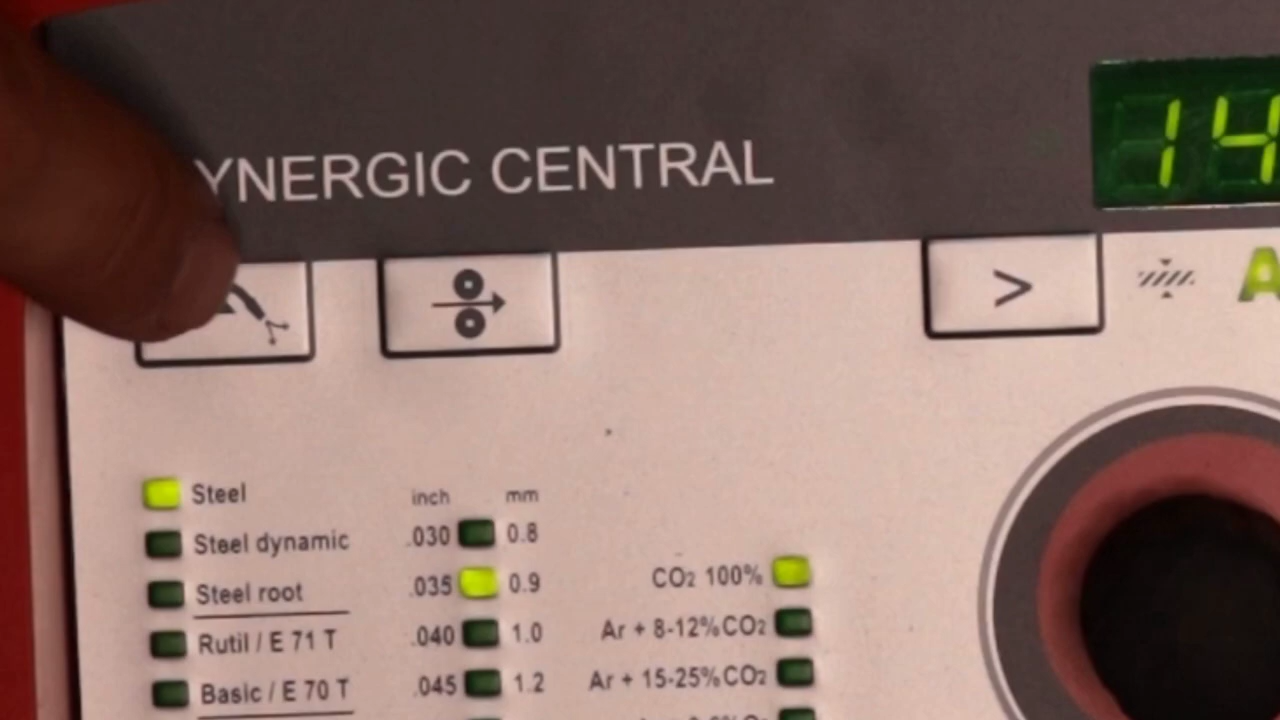 YNERGIC CENTRAL
14
>
A
Steel
inch mm
Steel dynamic
.030 0.8
Steel root
.035 0.9
CO₂ 100%
Rutil / E 71 T
.040 1.0
Ar + 8-12%CO₂
Basic / E 70 T
.045 1.2
Ar + 15-25%CO₂